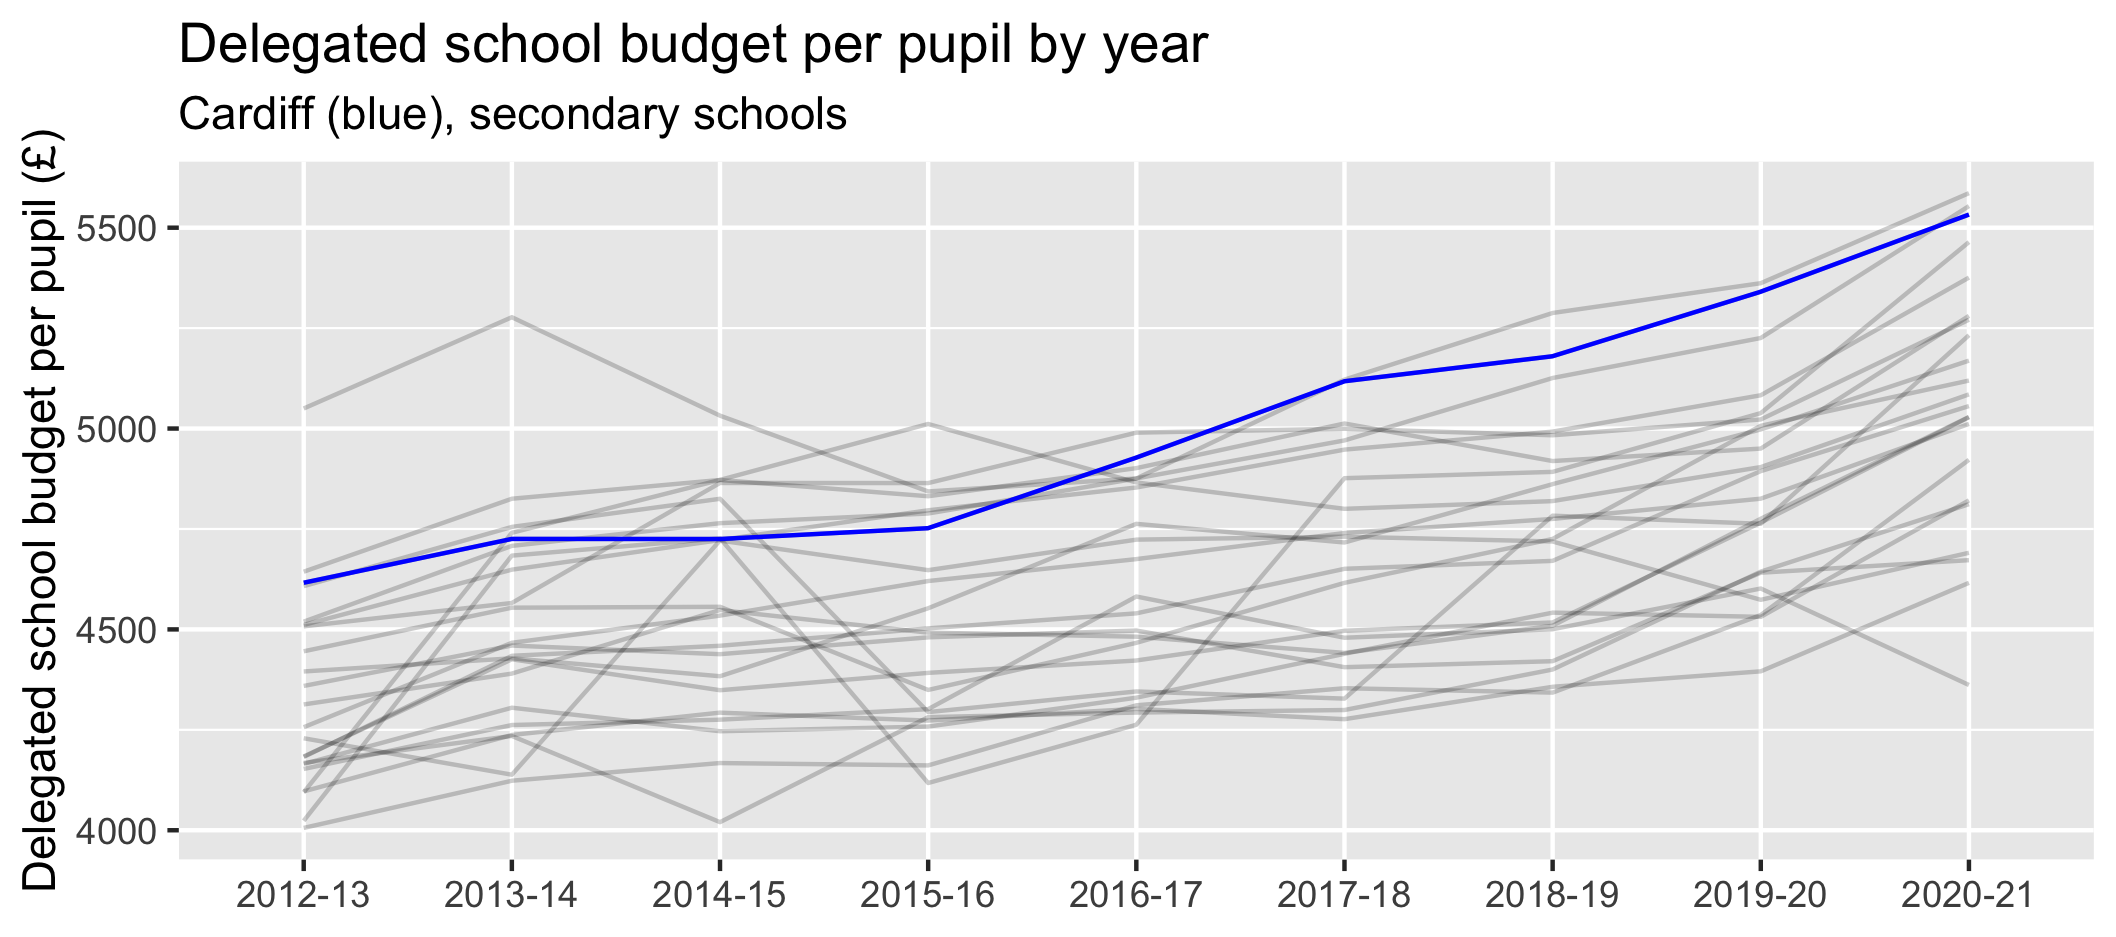 Delegated school budget per pupil by year
Cardiff (blue), secondary schools
Delegated school budget per pupil (£)
5500
5000
4500
4000
2012-13 2013-14 2014-15 2015-16 2016-17 2017-18 2018-19 2019-20 2020-21